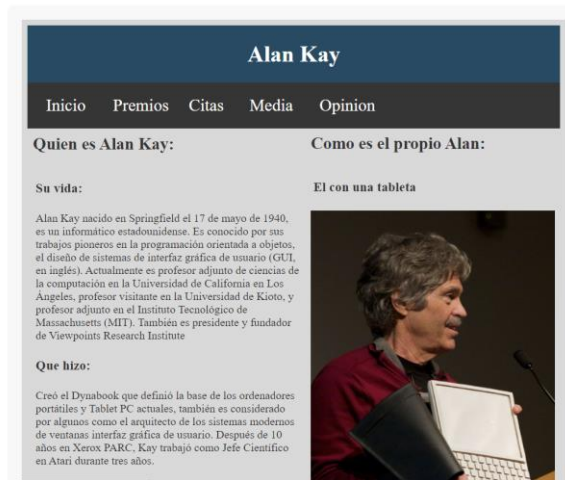 Alan Kay
Inicio Premios Citas Media Opinion
Quien es Alan Kay:
Su vida:
Alan Kay nacido en Springfield el 17 de mayo de 1940,
es un informático estadounidense. Es conocido por sus
trabajos pioneros en la programación orientada a objetos,
el diseño de sistemas de interfaz gráfica de usuario (GUI,
en inglés). Actualmente es profesor adjunto de ciencias de
la computación en la Universidad de California en Los
Ángeles, profesor visitante en la Universidad de Kioto, y
profesor adjunto en el Instituto Tecnológico de
Massachusetts (MIT). También es presidente y fundador
de Viewpoints Research Institute
Que hizo:
Creó el Dynabook que definió la base de los ordenadores
portátiles y Tablet PC actuales, también es considerado
por algunos como el arquitecto de los sistemas modernos
de ventanas interfaz gráfica de usuario. Después de 10
años en Xerox PARC, Kay trabajó como Jefe Científico
en Atari durante tres años.
Como es el propio Alan:
El con una tableta